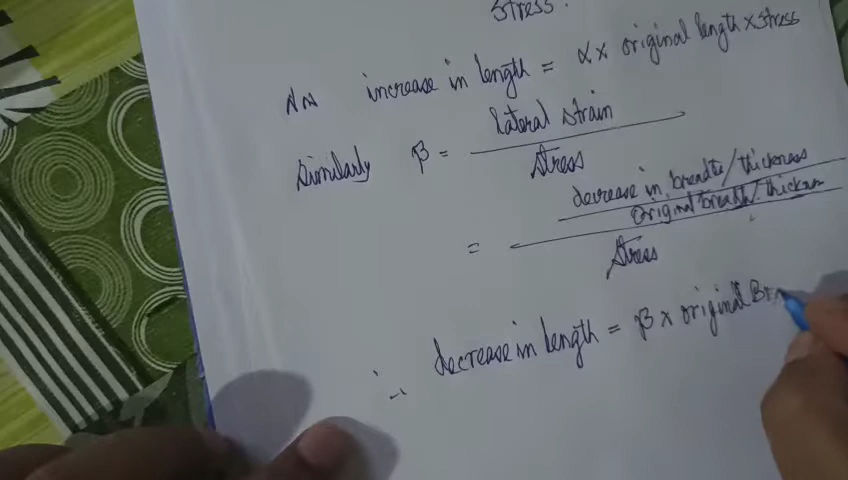 Stress.
increase in length = α x original length x stress
Similarly β = lateral strain
Stress
decrease in breadth/thickness
original breadth/thickness
=
Stress
∴ decrease in length = β x original Br